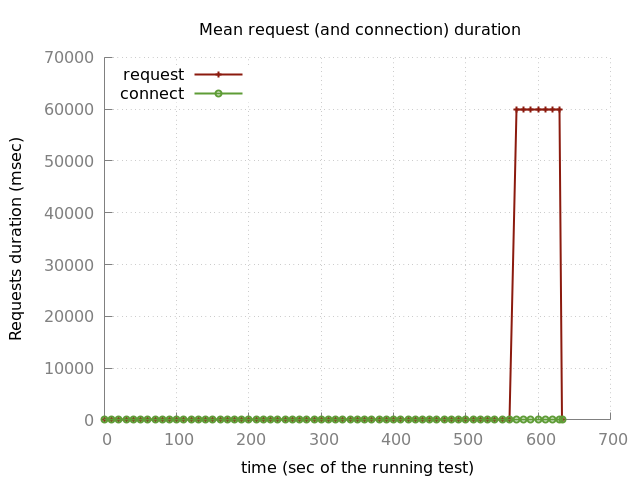 Mean request (and connection) duration
70000
60000
50000
40000
30000
20000
10000
0
request
connect
Requests duration (msec)
0 100 200 300 400 500 600 700
time (sec of the running test)